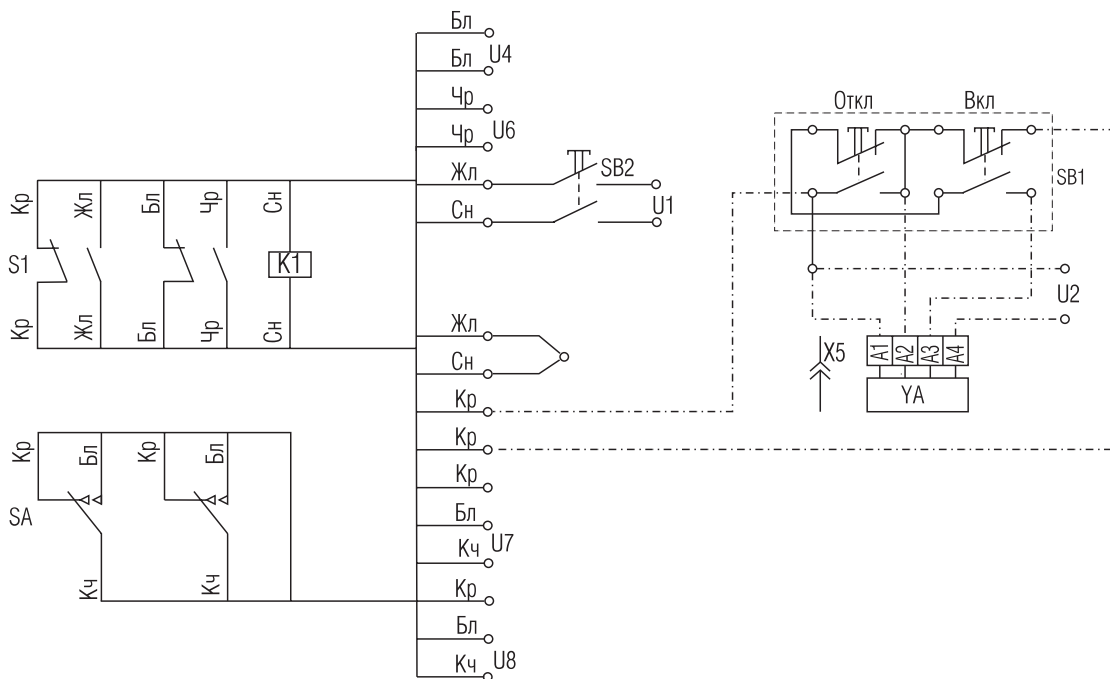 Бл
Бл U4
Чр
Чр U6
Жл
Сн
SB2
U1
Откл Вкл
SB1
U2
Кр Жл Бл Чр Сн
S1
K1
Кр Жл Бл Чр Сн
Жл
Сн
Кр
Кр
Кр
Бл
Кч U7
Кр
Бл
Кч U8
X5
A1 A2 A3 A4
YA
Кр Бл Кр Бл
SA
Кч Кч